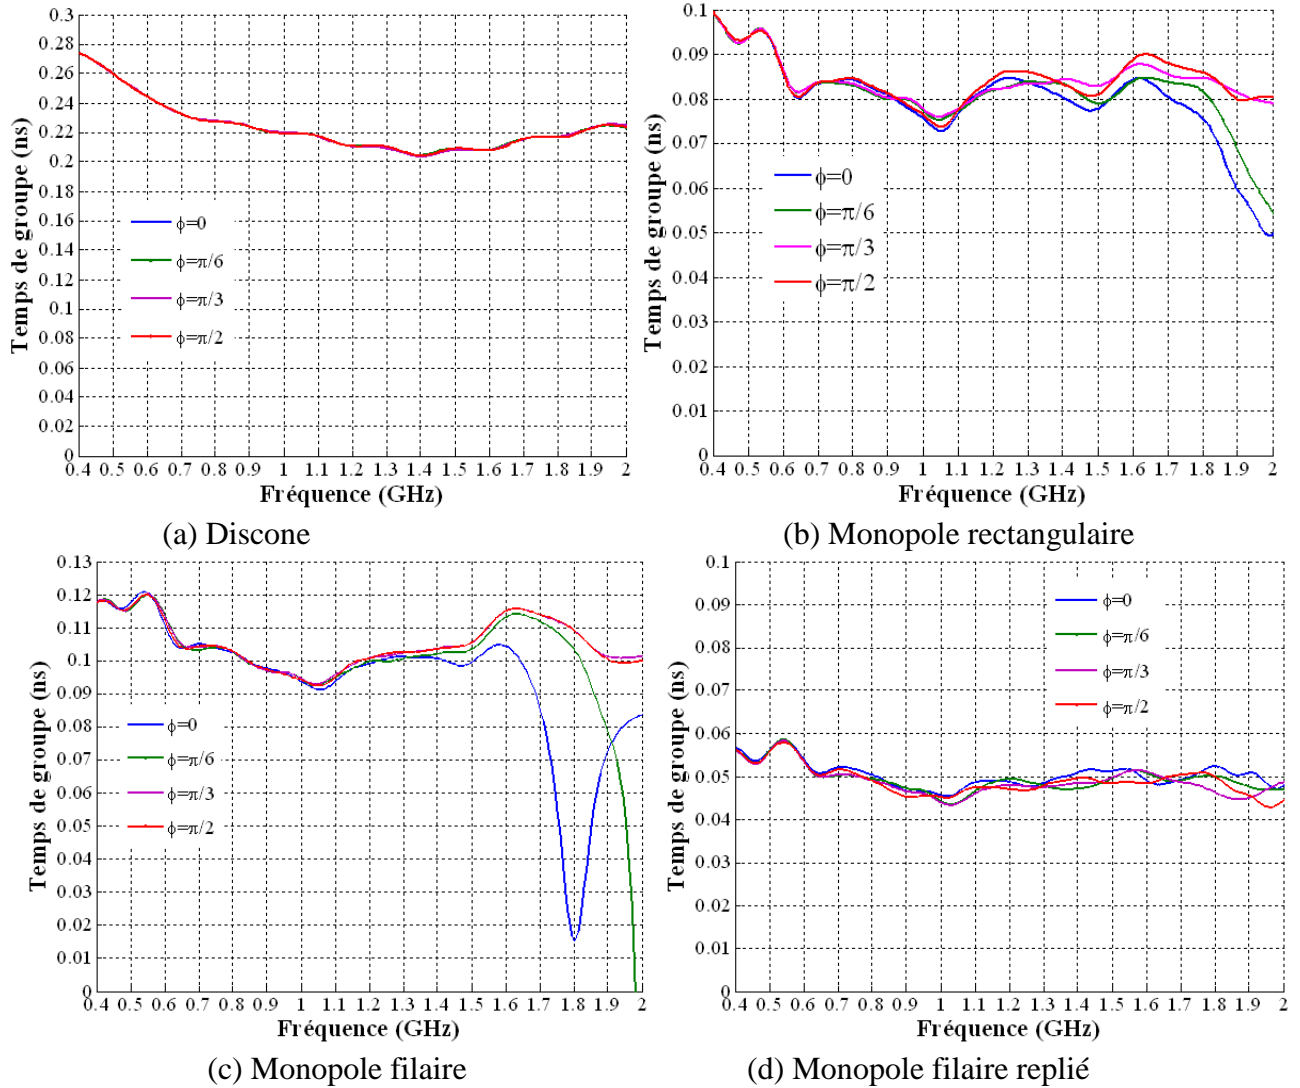 0.3
0.28
0.26
0.24
0.22
0.2
0.18
0.16
0.14
0.12
0.1
0.08
0.06
0.04
0.02
0
Temps de groupe (ns)
ϕ=0
ϕ=π/6
ϕ=π/3
ϕ=π/2
0.4 0.5 0.6 0.7 0.8 0.9 1 1.1 1.2 1.3 1.4 1.5 1.6 1.7 1.8 1.9 2
Fréquence (GHz)
(a) Discone
0.1
0.09
0.08
0.07
0.06
0.05
0.04
0.03
0.02
0.01
0
Temps de groupe (ns)
ϕ=0
ϕ=π/6
ϕ=π/3
ϕ=π/2
0.4 0.5 0.6 0.7 0.8 0.9 1 1.1 1.2 1.3 1.4 1.5 1.6 1.7 1.8 1.9 2
Fréquence (GHz)
(b) Monopole rectangulaire
0.13
0.12
0.11
0.1
0.09
0.08
0.07
0.06
0.05
0.04
0.03
0.02
0.01
0
Temps de groupe (ns)
ϕ=0
ϕ=π/6
ϕ=π/3
ϕ=π/2
0.4 0.5 0.6 0.7 0.8 0.9 1 1.1 1.2 1.3 1.4 1.5 1.6 1.7 1.8 1.9 2
Fréquence (GHz)
(c) Monopole filaire
0.1
0.09
0.08
0.07
0.06
0.05
0.04
0.03
0.02
0.01
0
Temps de groupe (ns)
ϕ=0
ϕ=π/6
ϕ=π/3
ϕ=π/2
0.4 0.5 0.6 0.7 0.8 0.9 1 1.1 1.2 1.3 1.4 1.5 1.6 1.7 1.8 1.9 2
Fréquence (GHz)
(d) Monopole filaire replié